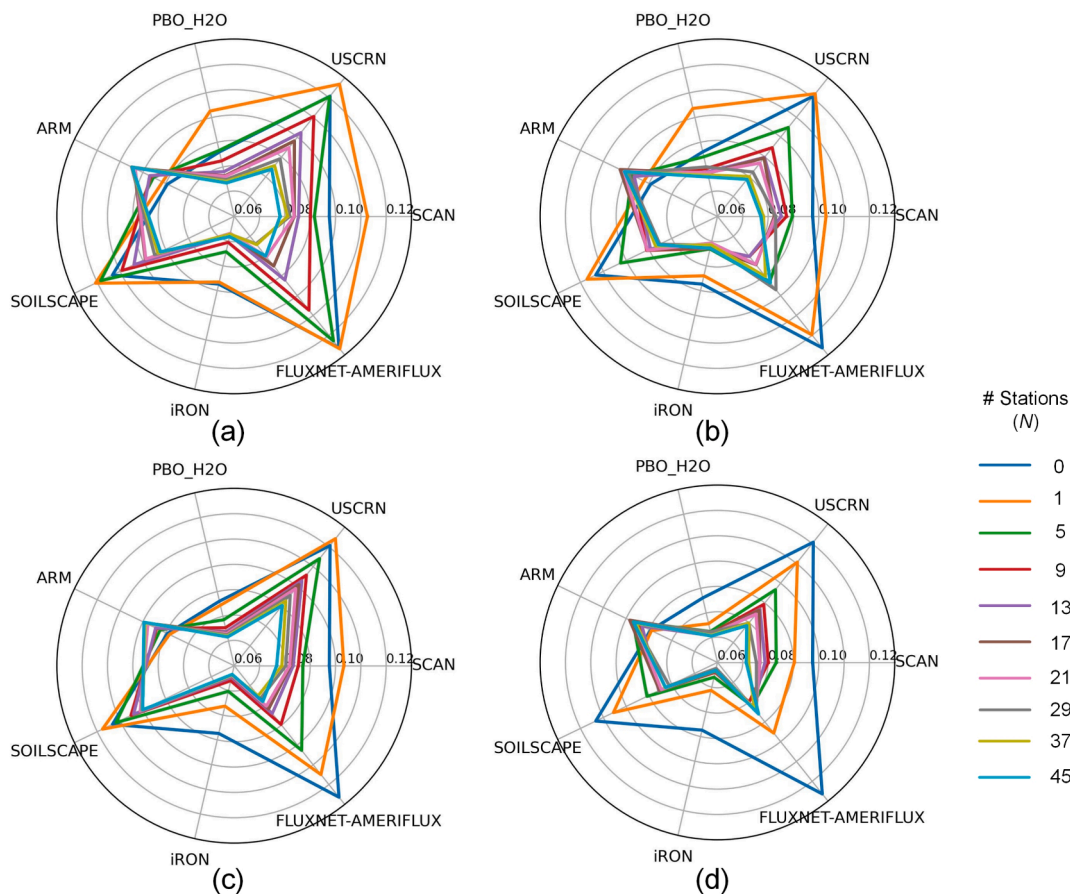 PBO_H2O
USCRN
ARM
0.06 0.08 0.10 0.12
SCAN
SOILSCAPE
FLUXNET-AMERIFLUX
iRON
(a)
PBO_H2O
USCRN
ARM
0.06 0.08 0.10 0.12
SCAN
SOILSCAPE
FLUXNET-AMERIFLUX
iRON
(b)
# Stations
(N)
0
1
5
9
13
17
21
29
37
45
PBO_H2O
USCRN
ARM
0.06 0.08 0.10 0.12
SCAN
SOILSCAPE
FLUXNET-AMERIFLUX
iRON
(c)
PBO_H2O
USCRN
ARM
0.06 0.08 0.10 0.12
SCAN
SOILSCAPE
FLUXNET-AMERIFLUX
iRON
(d)